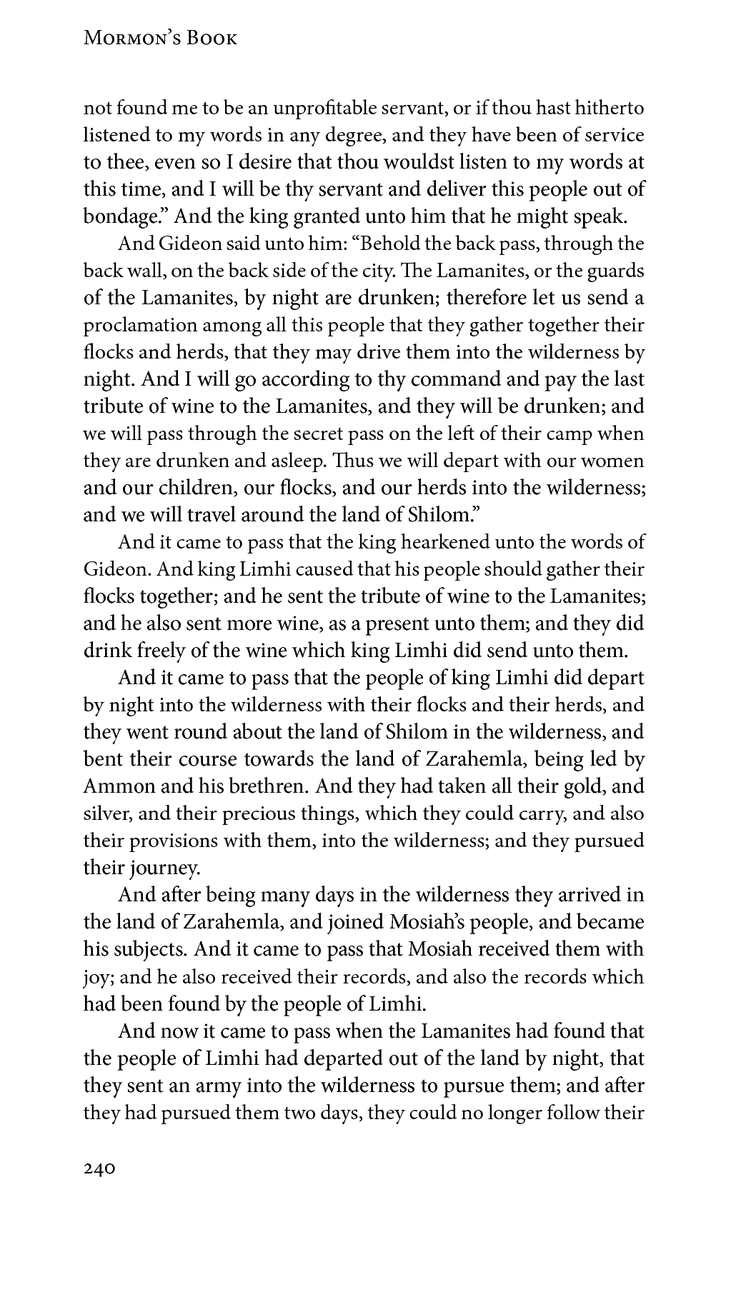 Mormon’s Book
not found me to be an unprofitable servant, or if thou hast hitherto
listened to my words in any degree, and they have been of service
to thee, even so I desire that thou wouldst listen to my words at
this time, and I will be thy servant and deliver this people out of
bondage.” And the king granted unto him that he might speak.
And Gideon said unto him: “Behold the back pass, through the
back wall, on the back side of the city. The Lamanites, or the guards
of the Lamanites, by night are drunken; therefore let us send a
proclamation among all this people that they gather together their
flocks and herds, that they may drive them into the wilderness by
night. And I will go according to thy command and pay the last
tribute of wine to the Lamanites, and they will be drunken; and
we will pass through the secret pass on the left of their camp when
they are drunken and asleep. Thus we will depart with our women
and our children, our flocks, and our herds into the wilderness;
and we will travel around the land of Shilom.”
And it came to pass that the king hearkened unto the words of
Gideon. And king Limhi caused that his people should gather their
flocks together; and he sent the tribute of wine to the Lamanites;
and he also sent more wine, as a present unto them; and they did
drink freely of the wine which king Limhi did send unto them.
And it came to pass that the people of king Limhi did depart
by night into the wilderness with their flocks and their herds, and
they went round about the land of Shilom in the wilderness, and
bent their course towards the land of Zarahemla, being led by
Ammon and his brethren. And they had taken all their gold, and
silver, and their precious things, which they could carry, and also
their provisions with them, into the wilderness; and they pursued
their journey.
And after being many days in the wilderness they arrived in
the land of Zarahemla, and joined Mosiah’s people, and became
his subjects. And it came to pass that Mosiah received them with
joy; and he also received their records, and also the records which
had been found by the people of Limhi.
And now it came to pass when the Lamanites had found that
the people of Limhi had departed out of the land by night, that
they sent an army into the wilderness to pursue them; and after
they had pursued them two days, they could no longer follow their
240